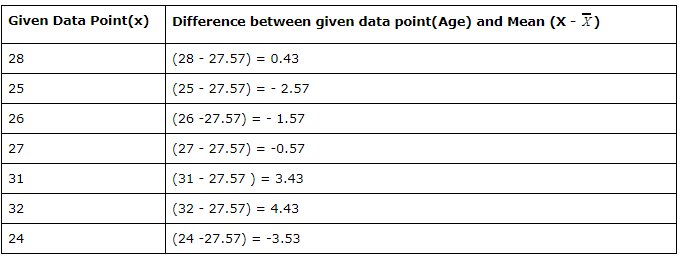 Given Data Point(x) Difference between given data point(Age) and Mean (X - X̅)
28 (28 - 27.57) = 0.43
25 (25 - 27.57) = - 2.57
26 (26 -27.57) = - 1.57
27 (27 - 27.57) = -0.57
31 (31 - 27.57 ) = 3.43
32 (32 - 27.57) = 4.43
24 (24 -27.57) = -3.53